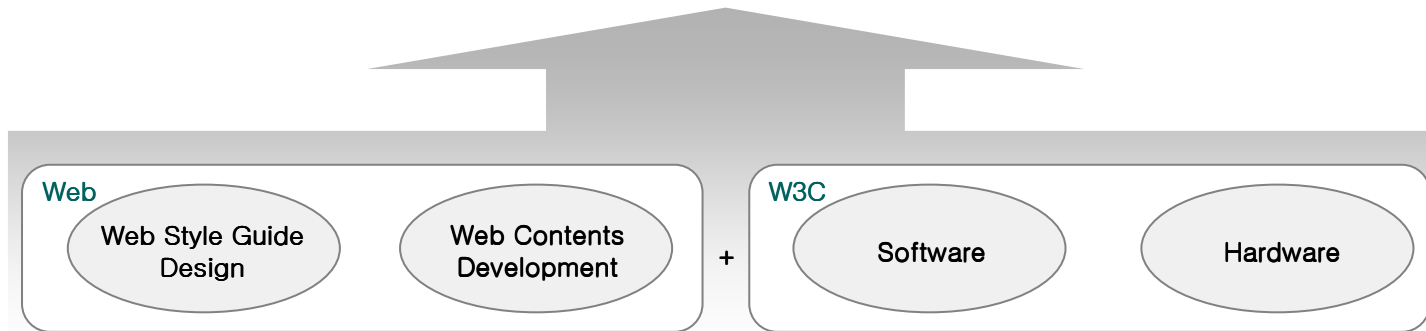 Web
Web Style Guide
Design
Web Contents
Development
+
W3C
Software
Hardware